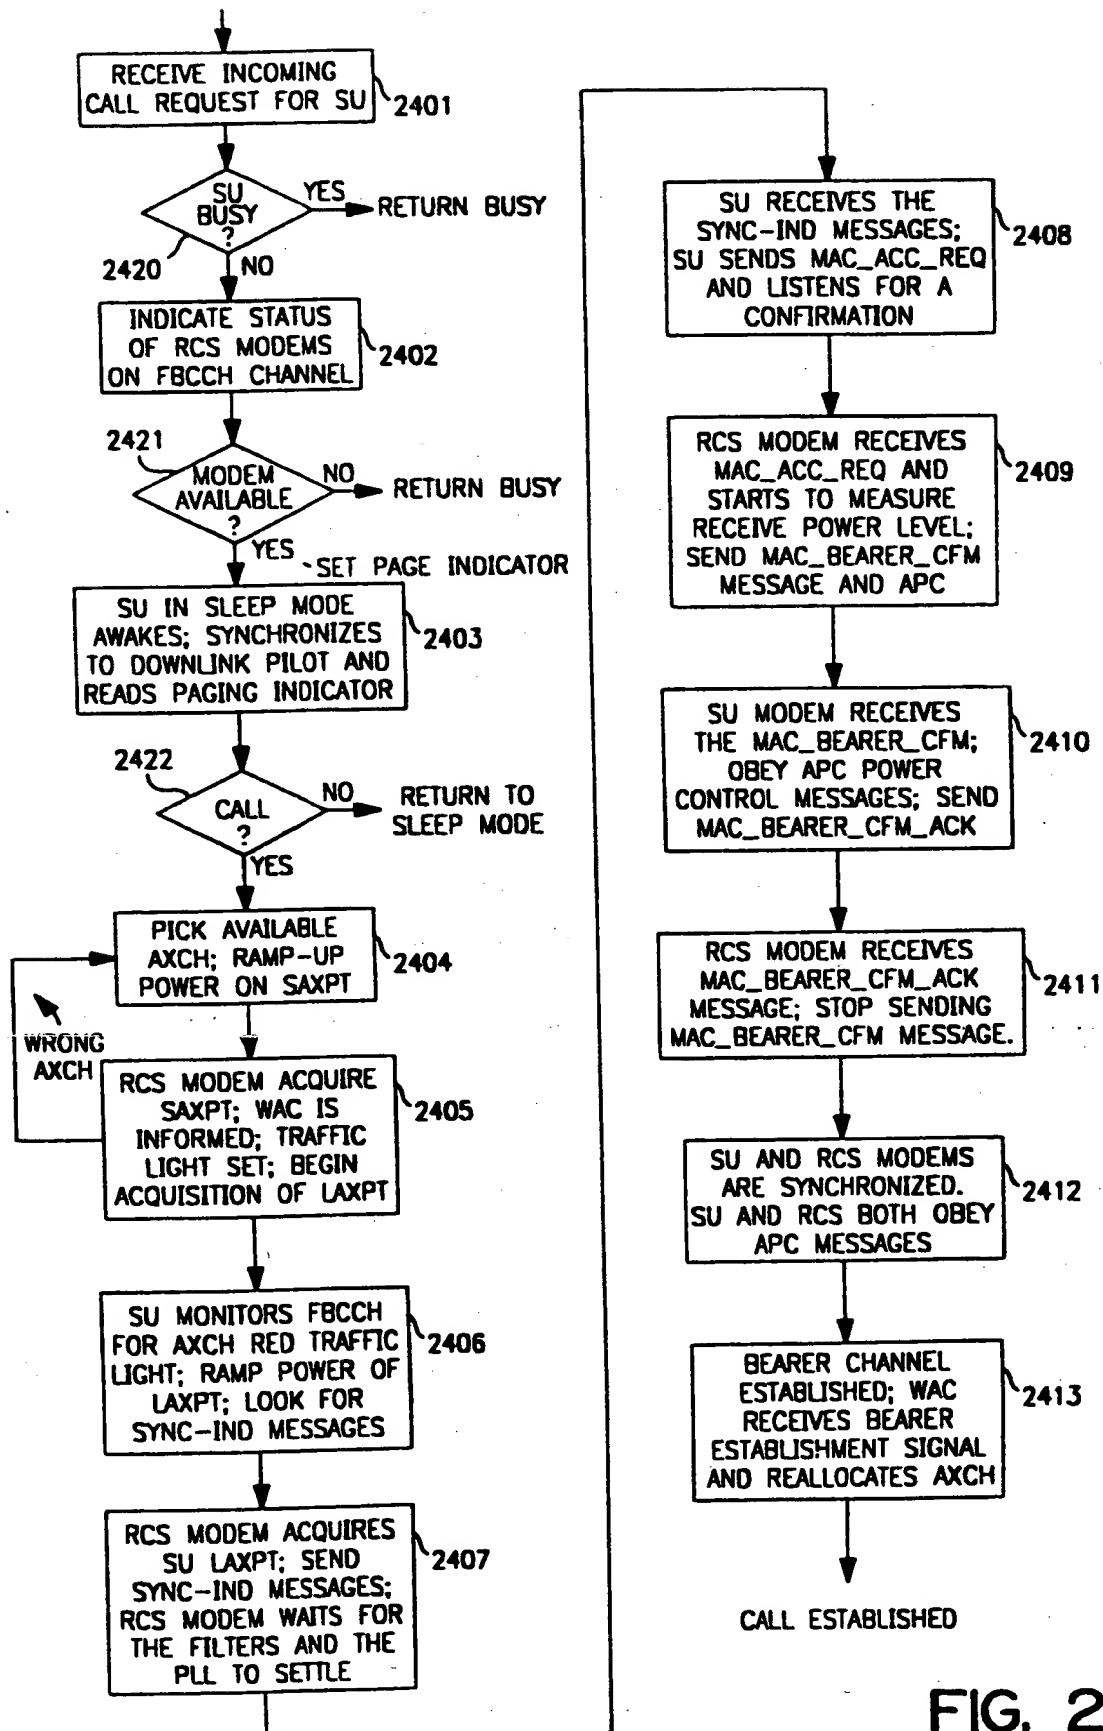 RECEIVE INCOMING
CALL REQUEST FOR SU
2401
SU
BUSY
?
YES
RETURN BUSY
2420
NO
INDICATE STATUS
OF RCS MODEMS
ON FBCCH CHANNEL
2402
2421
MODEM
AVAILABLE
?
NO
RETURN BUSY
YES
SET PAGE INDICATOR
SU IN SLEEP MODE
AWAKES; SYNCHRONIZES
TO DOWNLINK PILOT AND
READS PAGING INDICATOR
2403
2422
CALL
?
NO
RETURN TO
SLEEP MODE
YES
PICK AVAILABLE
AXCH; RAMP-UP
POWER ON SAXPT
2404
WRONG
AXCH
RCS MODEM ACQUIRE
SAXPT; WAC IS
INFORMED; TRAFFIC
LIGHT SET; BEGIN
ACQUISITION OF LAXPT
2405
SU MONITORS FBCCH
FOR AXCH RED TRAFFIC
LIGHT; RAMP POWER OF
LAXPT; LOOK FOR
SYNC-IND MESSAGES
2406
RCS MODEM ACQUIRES
SU LAXPT; SEND
SYNC-IND MESSAGES;
RCS MODEM WAITS FOR
THE FILTERS AND THE
PLL TO SETTLE
2407
SU RECEIVES THE
SYNC-IND MESSAGES;
SU SENDS MAC_ACC_REQ
AND LISTENS FOR A
CONFIRMATION
2408
RCS MODEM RECEIVES
MAC_ACC_REQ AND
STARTS TO MEASURE
RECEIVE POWER LEVEL;
SEND MAC_BEARER_CFM
MESSAGE AND APC
2409
SU MODEM RECEIVES
THE MAC_BEARER_CFM;
OBEY APC POWER
CONTROL MESSAGES; SEND
MAC_BEARER_CFM_ACK
2410
RCS MODEM RECEIVES
MAC_BEARER_CFM_ACK
MESSAGE; STOP SENDING
MAC_BEARER_CFM MESSAGE.
2411
SU AND RCS MODEMS
ARE SYNCHRONIZED.
SU AND RCS BOTH OBEY
APC MESSAGES
2412
BEARER CHANNEL
ESTABLISHED; WAC
RECEIVES BEARER
ESTABLISHMENT SIGNAL
AND REALLOCATES AXCH
2413
CALL ESTABLISHED
FIG. 2